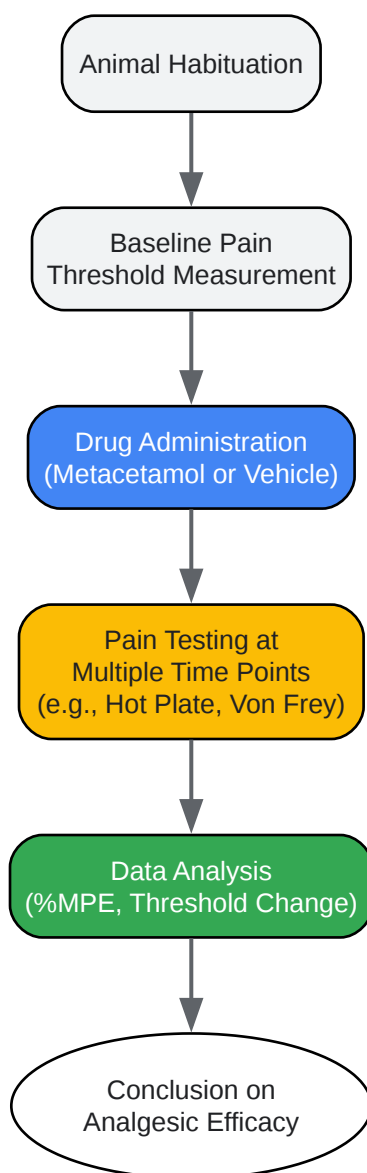 Animal Habituation
Baseline Pain
Threshold Measurement
Drug Administration
(Metacetamol or Vehicle)
Pain Testing at
Multiple Time Points
(e.g., Hot Plate, Von Frey)
Data Analysis
(%MPE, Threshold Change)
Conclusion on
Analgesic Efficacy